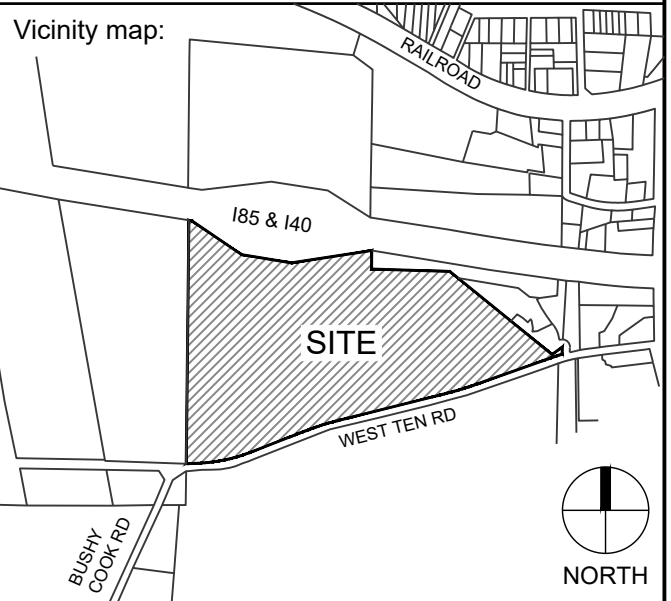 Vicinity map:
RAILROAD
I85 & I40
SITE
WEST TEN RD
BUSHY
COOK RD
NORTH